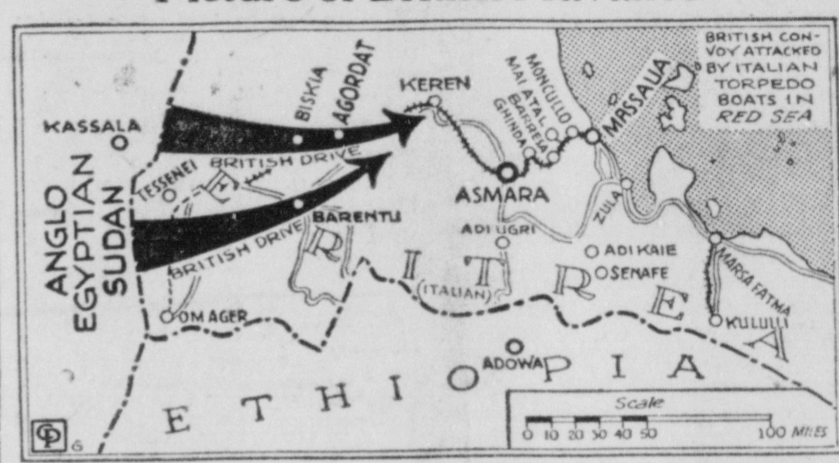 BRITISH CON-
VOY ATTACKED
BY ITALIAN
TORPEDO
BOATS IN
RED SEA
KASSALA
BISKIA
AGORDAT
KEREN
MONCULLO
MAI ATAL
BARRESA
GHINDA
MASSAUA
BRITISH DRIVE
TESSENEI
ASMARA
ANGLO
EGYPTIAN
SUDAN
BARENTU
BRITISH DRIVE
ADI UGRI
ZULA
ADI KAIE
SENAFE
MARSA FATMA
ERITREA
(ITALIAN)
OM AGER
KULULLI
ADOWA
ETHIOPIA
Scale
0 10 20 30 40 50 100 MILES
CP
G